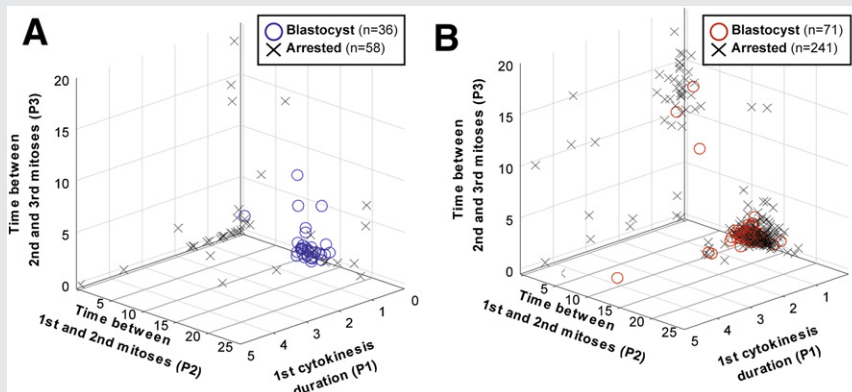 A
Blastocyst (n=36)
Arrested (n=58)
20
15
10
5
0
Time between
2nd and 3rd mitoses (P3)
5
10
15
20
25
Time between
1st and 2nd mitoses (P2)
5
4
3
2
1
0
1st cytokinesis
duration (P1)
B
Blastocyst (n=71)
Arrested (n=241)
20
15
10
5
0
Time between
2nd and 3rd mitoses (P3)
5
10
15
20
25
Time between
1st and 2nd mitoses (P2)
5
4
3
2
1
1st cytokinesis
duration (P1)